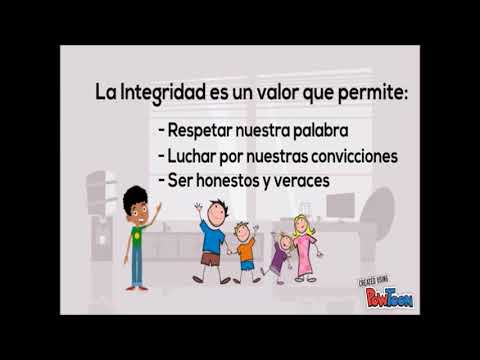 La Integridad es un valor que permite:
- Respetar nuestra palabra
- Luchar por nuestras convicciones
- Ser honestos y veraces
CREATED USING
POWTOON